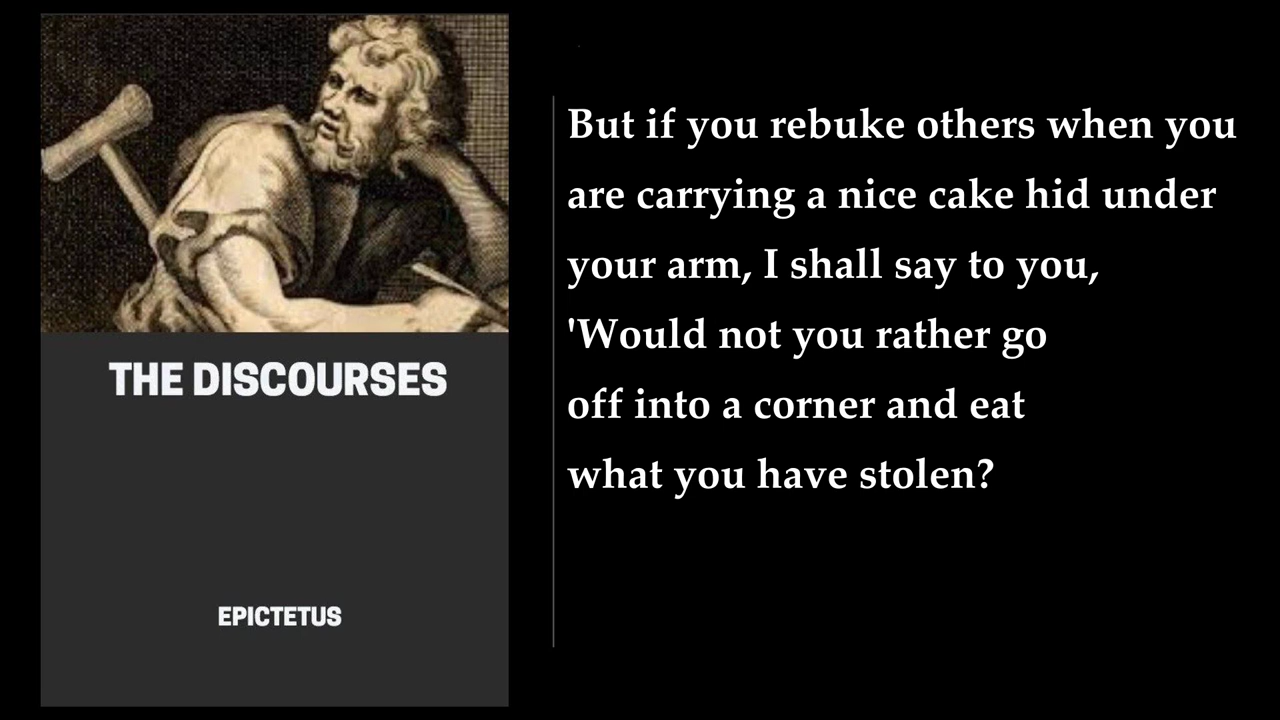 THE DISCOURSES
EPICTETUS
But if you rebuke others when you
are carrying a nice cake hid under
your arm, I shall say to you,
'Would not you rather go
off into a corner and eat
what you have stolen?